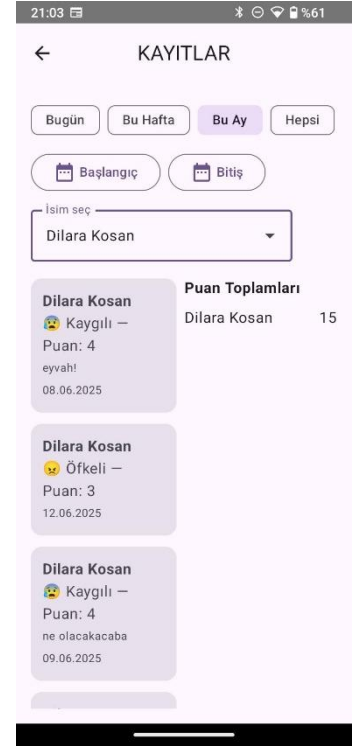 21:03 %61
KAYITLAR
Bugün Bu Hafta Bu Ay Hepsi
Başlangıç Bitiş
İsim seç
Dilara Kosan
Dilara Kosan
😰 Kaygılı —
Puan: 4
eyvah!
08.06.2025
Puan Toplamları
Dilara Kosan 15
Dilara Kosan
😠 Öfkeli —
Puan: 3
12.06.2025
Dilara Kosan
😰 Kaygılı —
Puan: 4
ne olacakacaba
09.06.2025